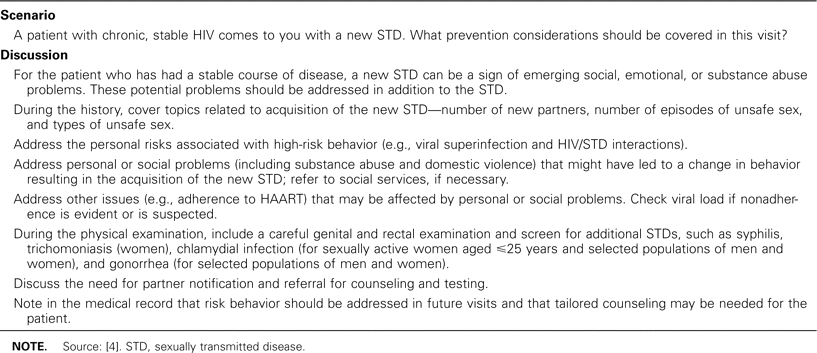 Scenario
A patient with chronic, stable HIV comes to you with a new STD. What prevention considerations should be covered in this visit?
Discussion
For the patient who has had a stable course of disease, a new STD can be a sign of emerging social, emotional, or substance abuse
problems. These potential problems should be addressed in addition to the STD.
During the history, cover topics related to acquisition of the new STD—number of new partners, number of episodes of unsafe sex,
and types of unsafe sex.
Address the personal risks associated with high-risk behavior (e.g., viral superinfection and HIV/STD interactions).
Address personal or social problems (including substance abuse and domestic violence) that might have led to a change in behavior
resulting in the acquisition of the new STD; refer to social services, if necessary.
Address other issues (e.g., adherence to HAART) that may be affected by personal or social problems. Check viral load if nonadher-
ence is evident or is suspected.
During the physical examination, include a careful genital and rectal examination and screen for additional STDs, such as syphilis,
trichomoniasis (women), chlamydial infection (for sexually active women aged ≤25 years and selected populations of men and
women), and gonorrhea (for selected populations of men and women).
Discuss the need for partner notification and referral for counseling and testing.
Note in the medical record that risk behavior should be addressed in future visits and that tailored counseling may be needed for the
patient.
NOTE. Source: [4]. STD, sexually transmitted disease.